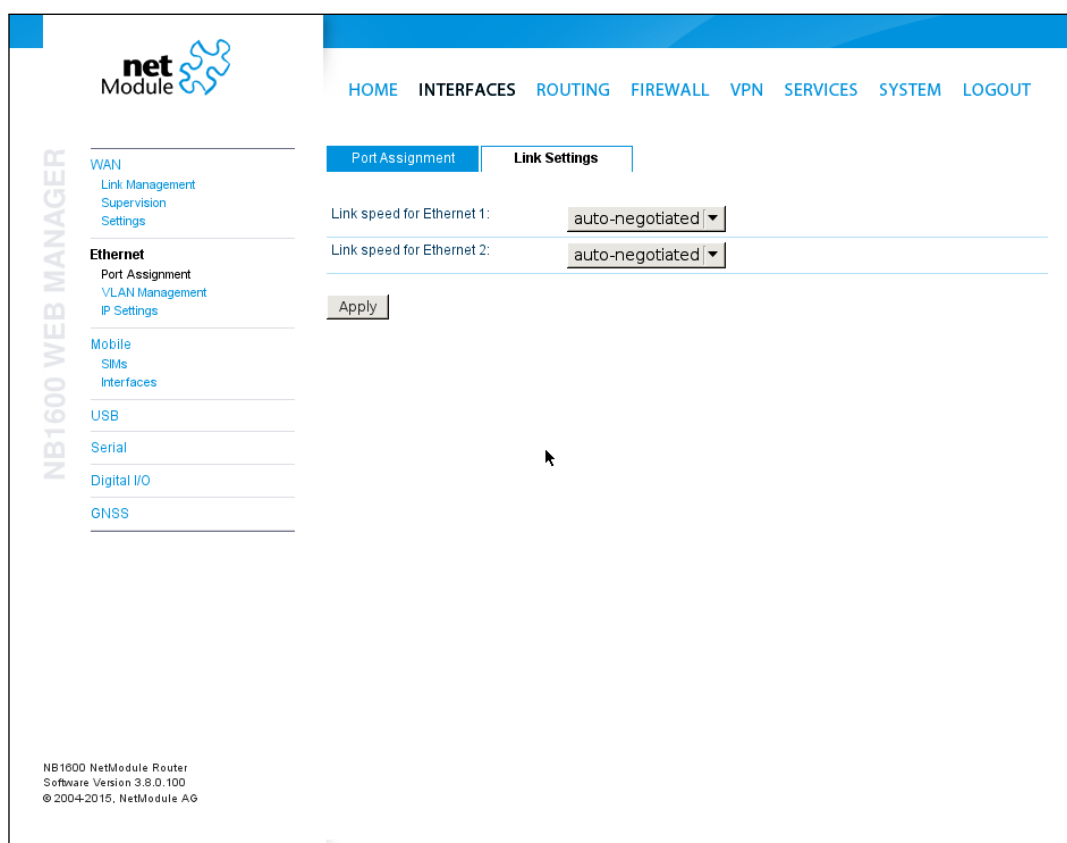 net
Module
HOME INTERFACES ROUTING FIREWALL VPN SERVICES SYSTEM LOGOUT
NB1600 WEB MANAGER
WAN
Link Management
Supervision
Settings
Ethernet
Port Assignment
VLAN Management
IP Settings
Mobile
SIMs
Interfaces
USB
Serial
Digital I/O
GNSS
Port Assignment Link Settings
Link speed for Ethernet 1: auto-negotiated
Link speed for Ethernet 2: auto-negotiated
Apply
NB1600 NetModule Router
Software Version 3.8.0.100
© 2004-2015, NetModule AG